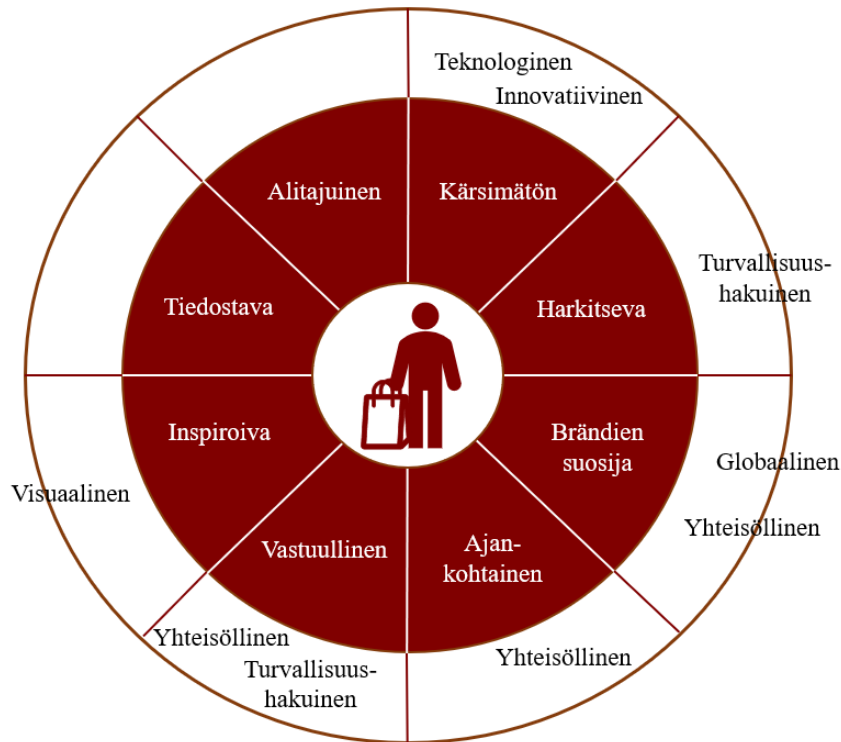 Teknologinen
Innovatiivinen
Alitajuinen
Kärsimätön
Turvallisuus-
hakuinen
Tiedostava
Harkitseva
Inspiroiva
Brändien
suosija
Globaalinen
Visuaalinen
Yhteisöllinen
Vastuullinen
Ajan-
kohtainen
Yhteisöllinen
Turvallisuus-
hakuinen
Yhteisöllinen